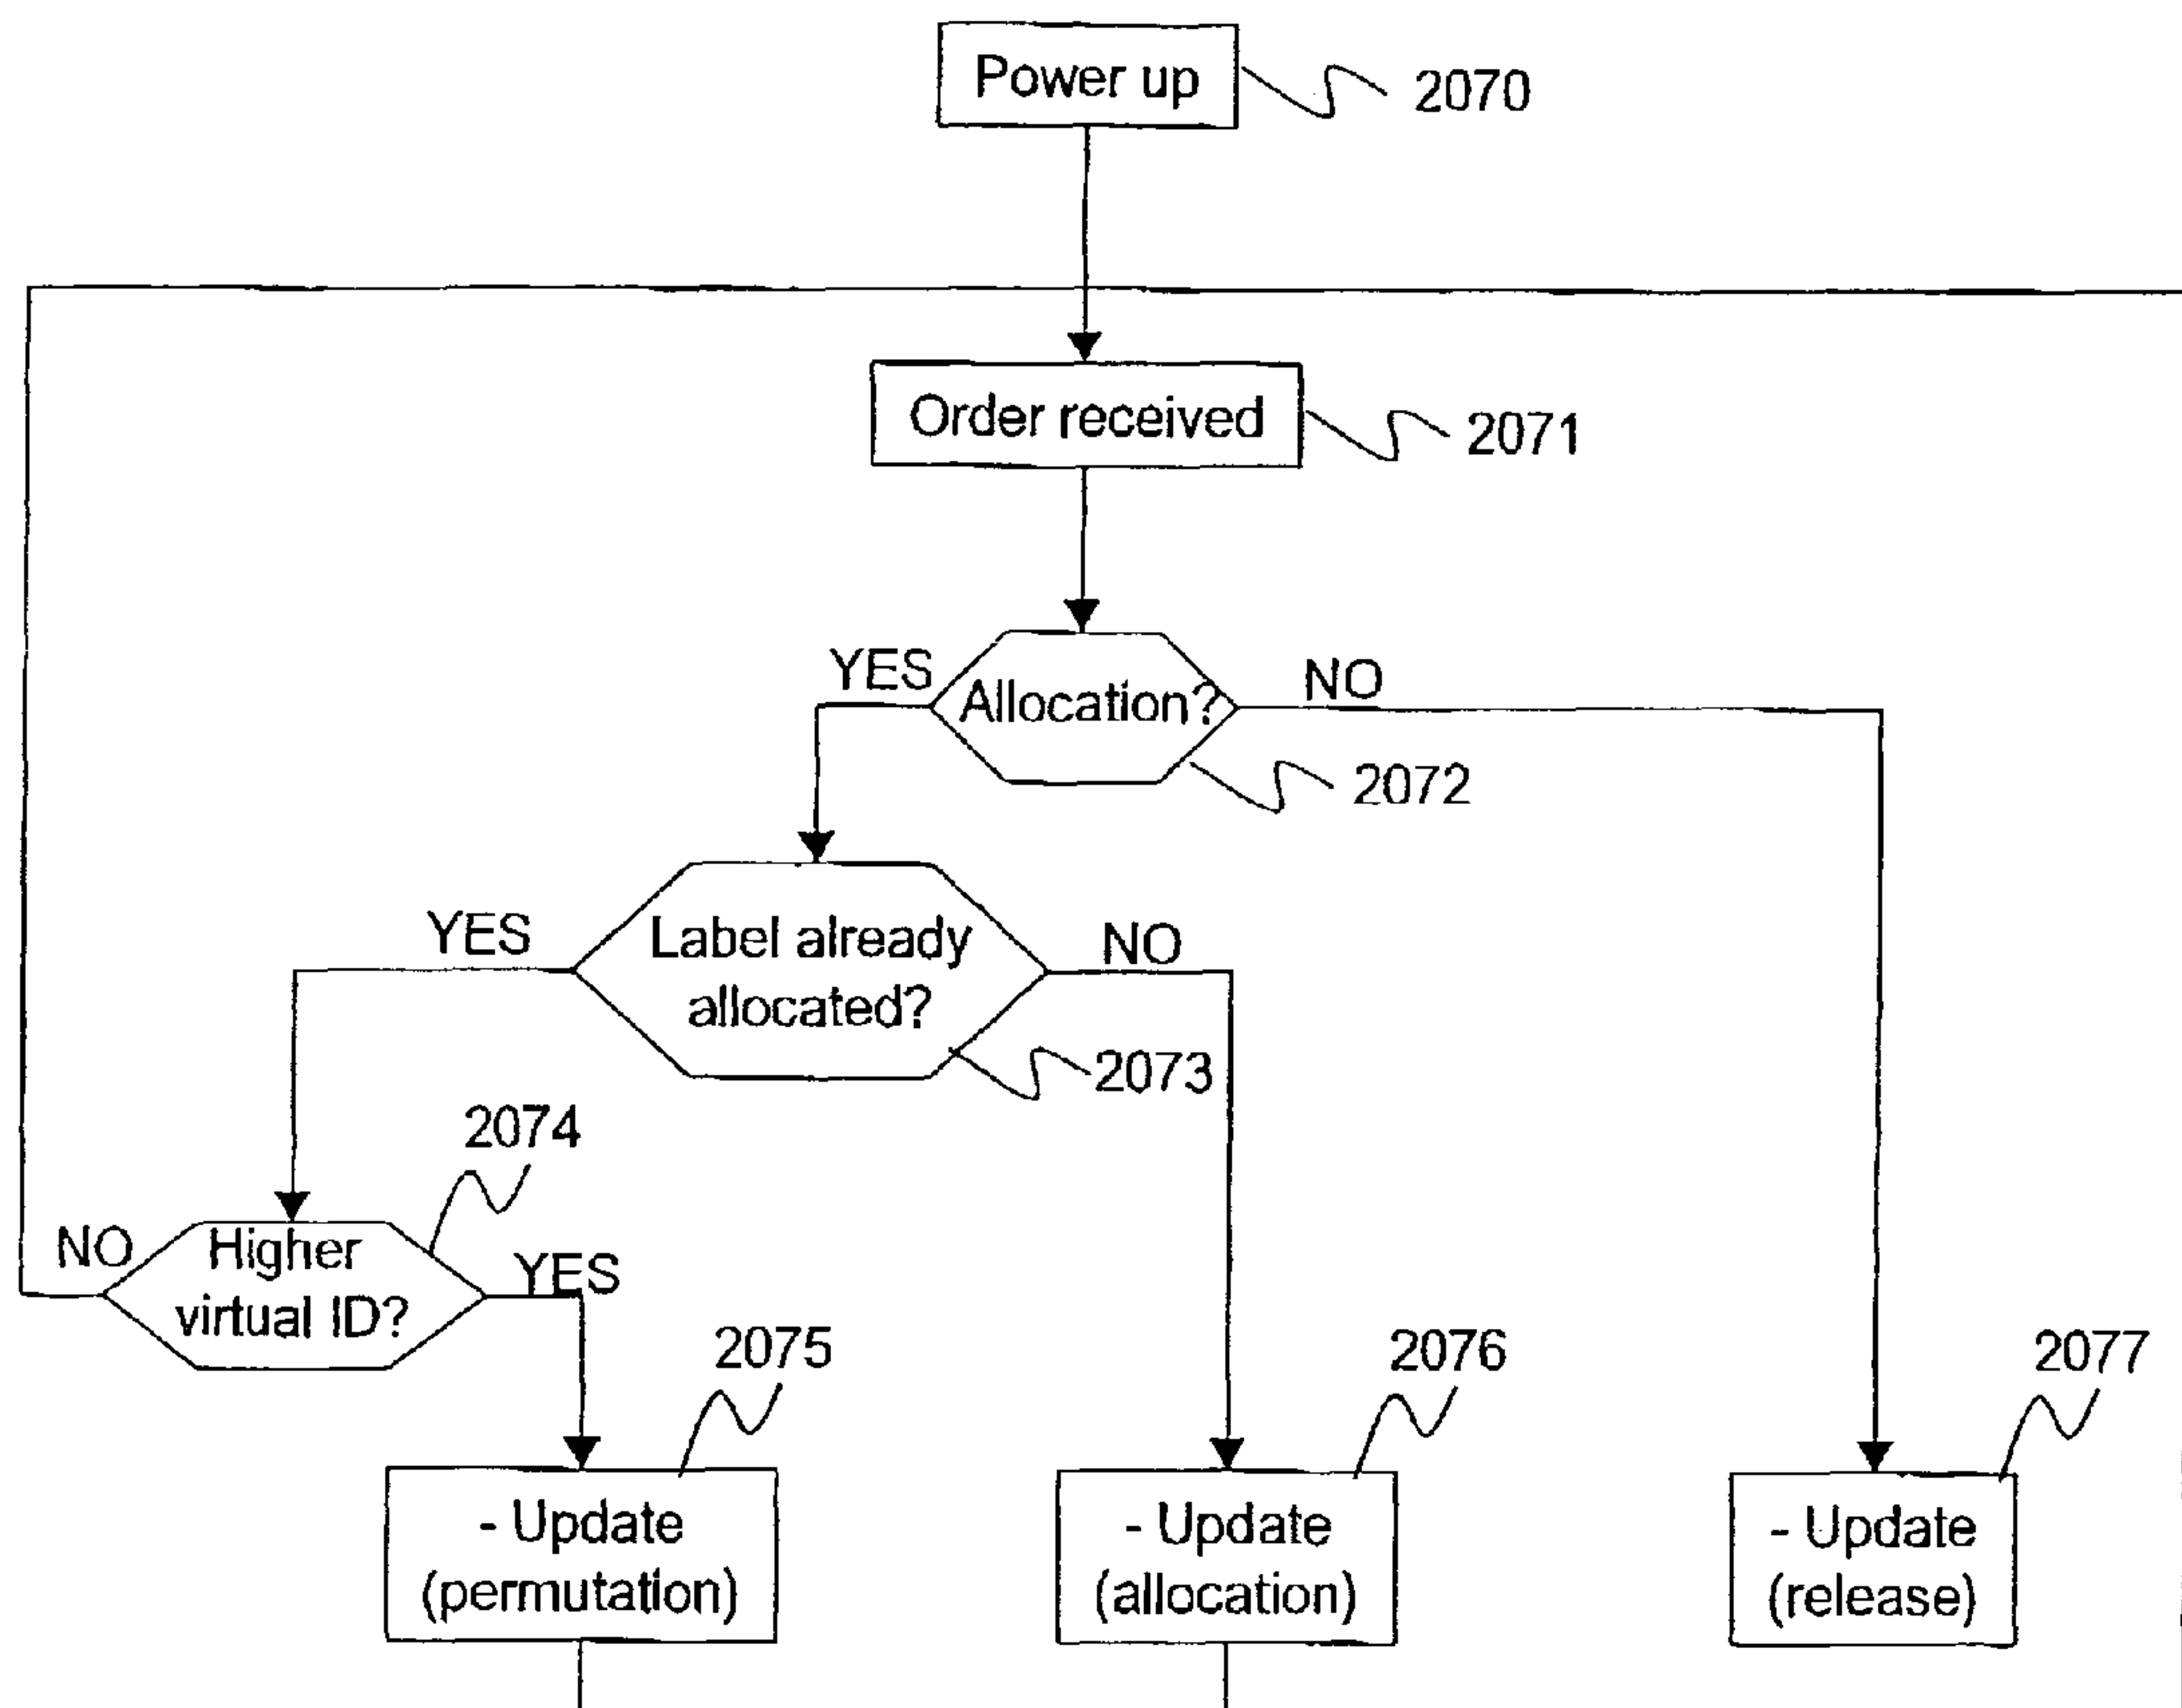 Power up
2070
Order received
2071
YES
Allocation?
NO
2072
YES
Label already
allocated?
NO
2073
2074
NO
Higher
virtual ID?
YES
2075
2076
2077
- Update
(permutation)
- Update
(allocation)
- Update
(release)